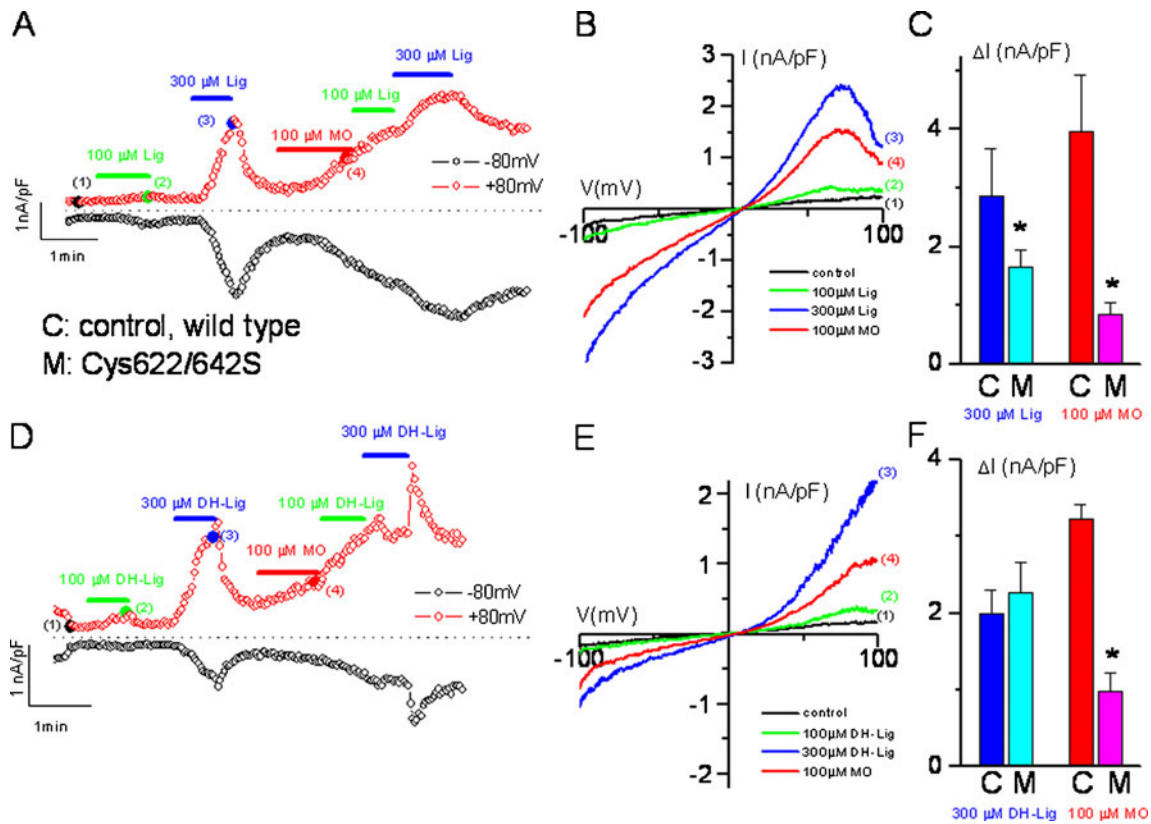 A
300 µM Lig
100 µM Lig
300 µM Lig
100 µM Lig
100 µM MO
(1)
(2)
(3)
(4)
-80mV
+80mV
1nA/pF
1min
C: control, wild type
M: Cys622/642S
B
I (nA/pF)
3
2
1
-1
-2
-3
V(mV)
-100
100
(3)
(4)
(2)
(1)
control
100µM Lig
300µM Lig
100µM MO
C
ΔI (nA/pF)
4
2
0
*
*
C M C M
300 µM Lig
100 µM MO
D
300 µM DH-Lig
300 µM DH-Lig
100 µM DH-Lig
100 µM MO
100 µM DH-Lig
(1)
(2)
(3)
(4)
-80mV
+80mV
1 nA/pF
1min
E
I (nA/pF)
2
1
-1
-2
V(mV)
-100
100
(3)
(4)
(2)
(1)
control
100µM DH-Lig
300µM DH-Lig
100µM MO
F
ΔI (nA/pF)
4
2
0
*
C M C M
300 µM DH-Lig
100 µM MO